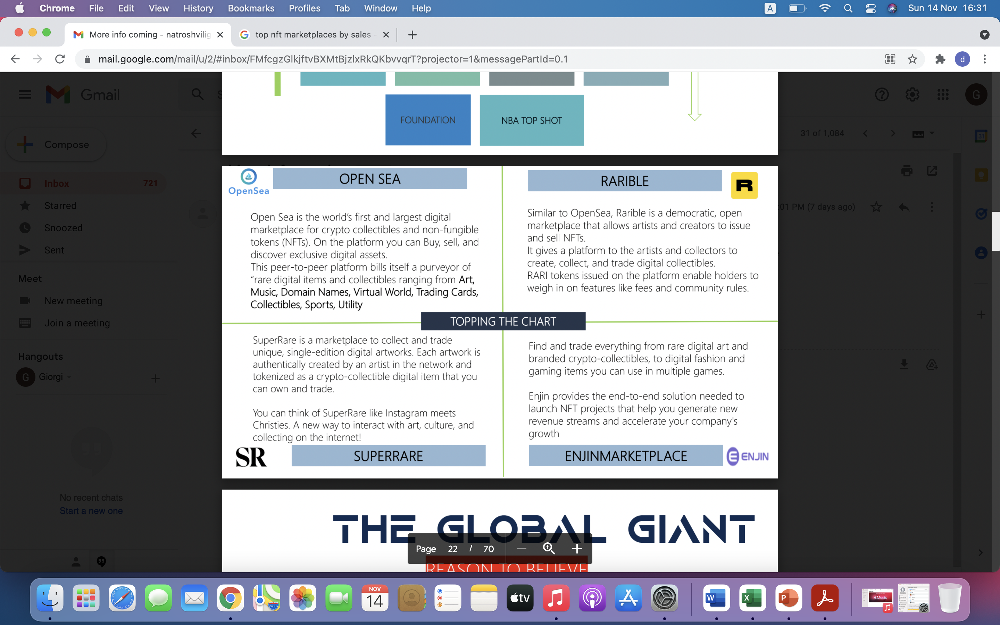 Chrome File Edit View History Bookmarks Profiles Tab Window Help A Sun 14 Nov 16:31
More info coming - natroshvilig
top nft marketplaces by sales -
mail.google.com/mail/u/2/#inbox/FMfcgzGlkjftvBXMtBjzlxRkQKbvvqrT?projector=1&messagePartId=0.1
d
Gmail
G
Compose
31 of 1,084
31
Inbox 721
Starred
Snoozed
Sent
:01 PM (7 days ago)
Meet
New meeting
Join a meeting
Hangouts
G Giorgi
No recent chats
Start a new one
FOUNDATION
NBA TOP SHOT
OpenSea
OPEN SEA
Open Sea is the world's first and largest digital
marketplace for crypto collectibles and non-fungible
tokens (NFTs). On the platform you can Buy, sell, and
discover exclusive digital assets.
This peer-to-peer platform bills itself a purveyor of
“rare digital items and collectibles ranging from Art,
Music, Domain Names, Virtual World, Trading Cards,
Collectibles, Sports, Utility
RARIBLE
R
Similar to OpenSea, Rarible is a democratic, open
marketplace that allows artists and creators to issue
and sell NFTs.
It gives a platform to the artists and collectors to
create, collect, and trade digital collectibles.
RARI tokens issued on the platform enable holders to
weigh in on features like fees and community rules.
TOPPING THE CHART
SuperRare is a marketplace to collect and trade
unique, single-edition digital artworks. Each artwork is
authentically created by an artist in the network and
tokenized as a crypto-collectible digital item that you
can own and trade.
You can think of SuperRare like Instagram meets
Christies. A new way to interact with art, culture, and
collecting on the internet!
SR
SUPERRARE
Find and trade everything from rare digital art and
branded crypto-collectibles, to digital fashion and
gaming items you can use in multiple games.
Enjin provides the end-to-end solution needed to
launch NFT projects that help you generate new
revenue streams and accelerate your company's
growth
ENJINMARKETPLACE
ENJIN
THE GLOBAL GIANT
Page 22 / 70
REASON TO BELIEVE
280
NOV
14
tv
W
X
P
Music